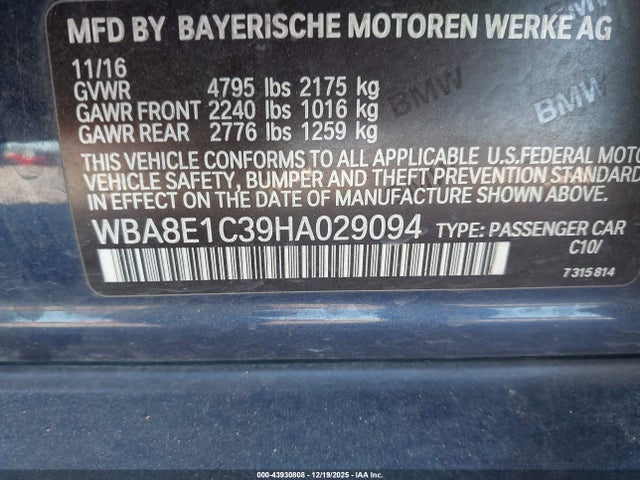 MFD BY BAYERISCHE MOTOREN WERKE AG
11/16
GVWR 4795 lbs 2175 kg
GAWR FRONT 2240 lbs 1016 kg
GAWR REAR 2776 lbs 1259 kg
THIS VEHICLE CONFORMS TO ALL APPLICABLE U.S.FEDERAL MOTO
VEHICLE SAFETY, BUMPER AND THEFT PREVENTION STANDARD
IN EFFECT ON THE DATE OF MANUFACTURE SHOWN ABOVE.
WBA8E1C39HA029094 TYPE: PASSENGER CAR
C10/
7 315 814
BMW
BMW
BMW
BMW
000-43930808 - 12/19/2025 - IAA Inc.